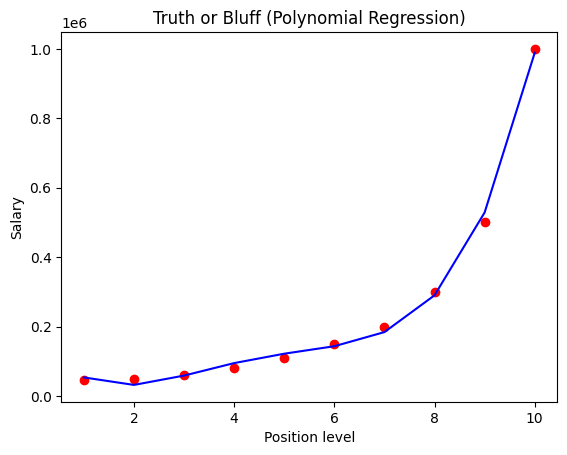 Truth or Bluff (Polynomial Regression)
1e6
1.0
0.8
0.6
0.4
0.2
0.0
Salary
2 4 6 8 10
Position level